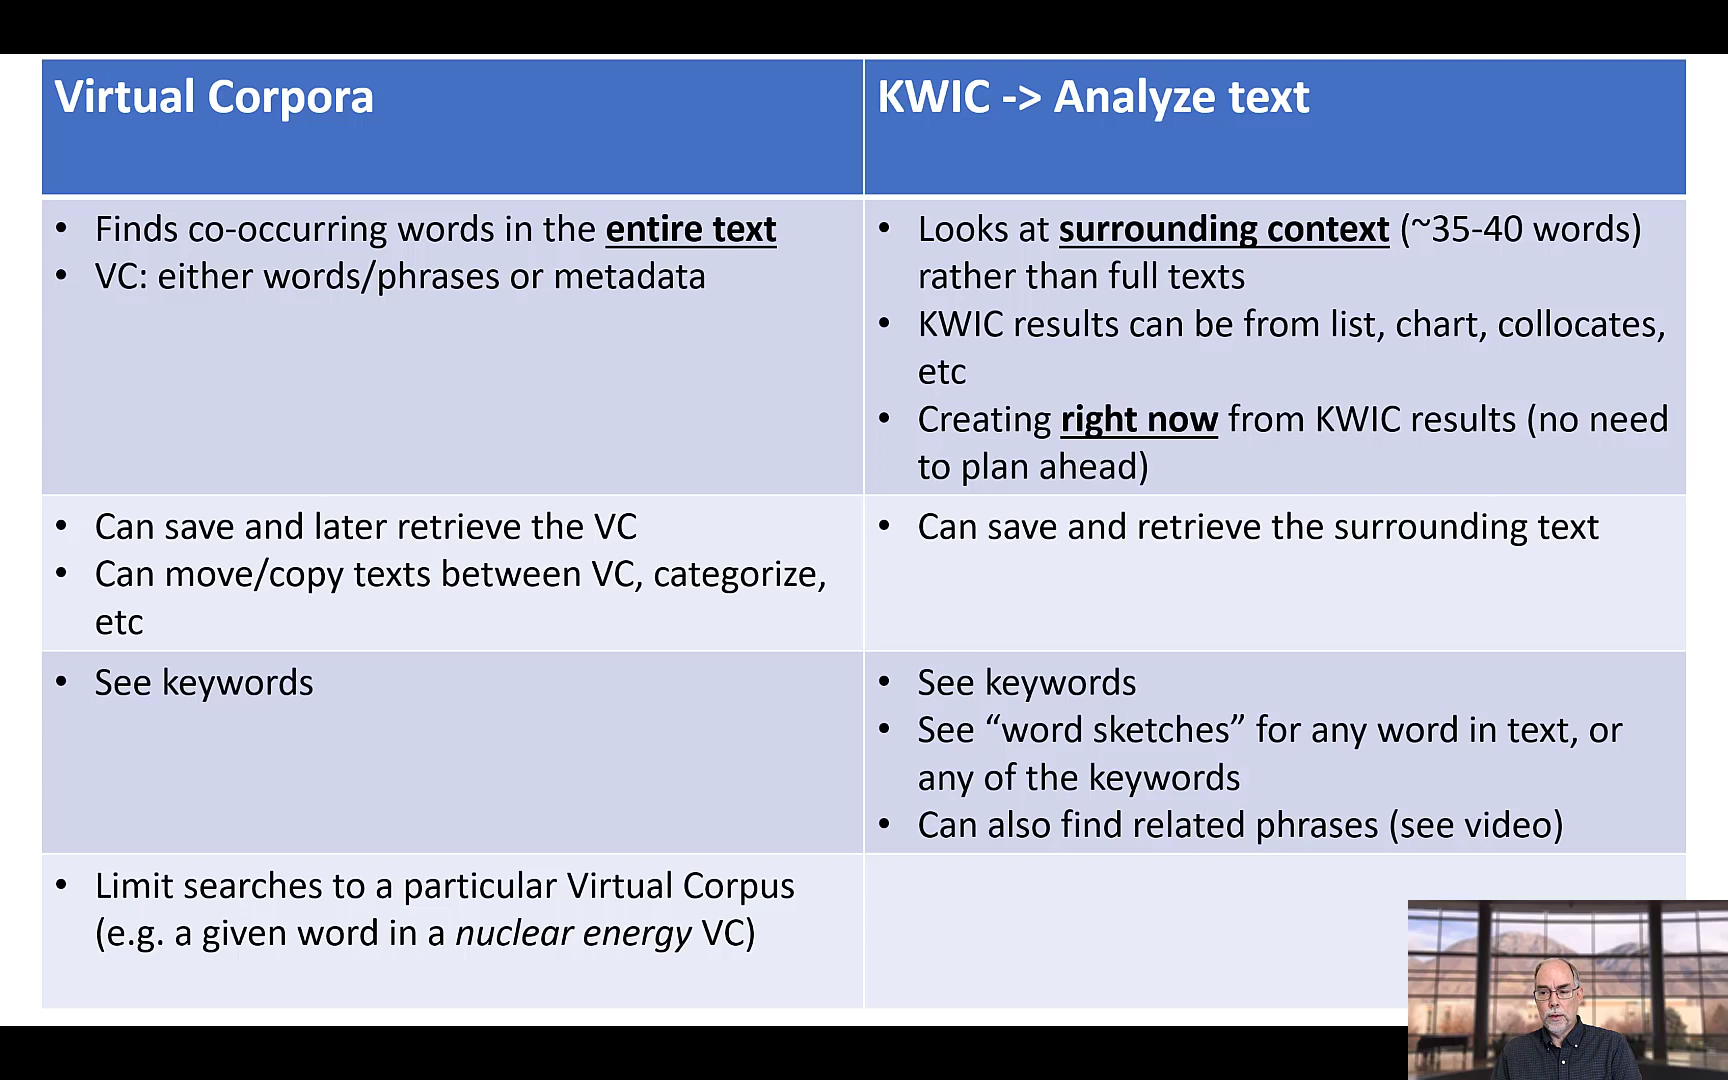 Virtual Corpora
KWIC -> Analyze text
• Finds co-occurring words in the entire text
• VC: either words/phrases or metadata
• Looks at surrounding context (~35-40 words)
rather than full texts
• KWIC results can be from list, chart, collocates,
etc
• Creating right now from KWIC results (no need
to plan ahead)
• Can save and later retrieve the VC
• Can move/copy texts between VC, categorize,
etc
• Can save and retrieve the surrounding text
• See keywords
• See keywords
• See “word sketches” for any word in text, or
any of the keywords
• Can also find related phrases (see video)
• Limit searches to a particular Virtual Corpus
(e.g. a given word in a nuclear energy VC)